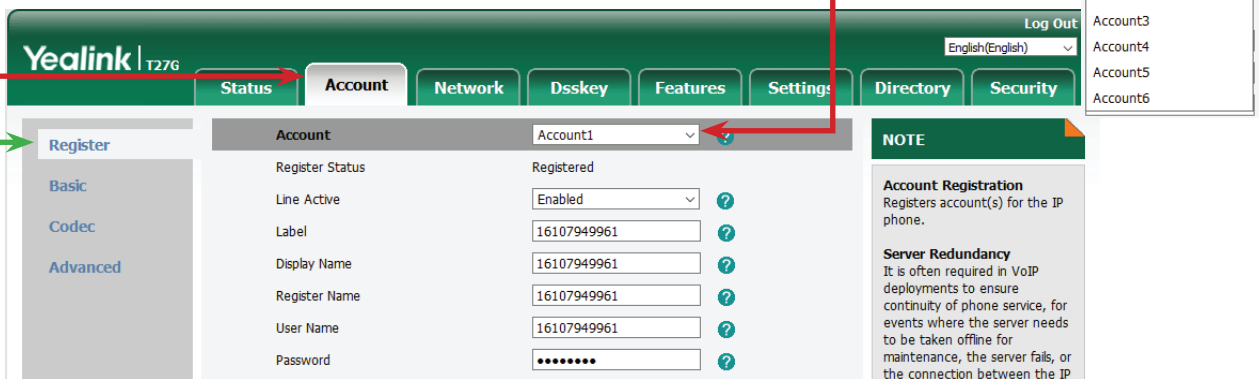 Log Out
Account3
Yealink T27G
English(English)
Account4
Account5
Account6
Status Account Network Dsskey Features Settings Directory Security
Register
Basic
Codec
Advanced
Account Account1 ?
Register Status Registered
Line Active Enabled ?
Label 16107949961 ?
Display Name 16107949961 ?
Register Name 16107949961 ?
User Name 16107949961 ?
Password •••••••• ?
NOTE
Account Registration
Registers account(s) for the IP
phone.
Server Redundancy
It is often required in VoIP
deployments to ensure
continuity of phone service, for
events where the server needs
to be taken offline for
maintenance, the server fails, or
the connection between the IP